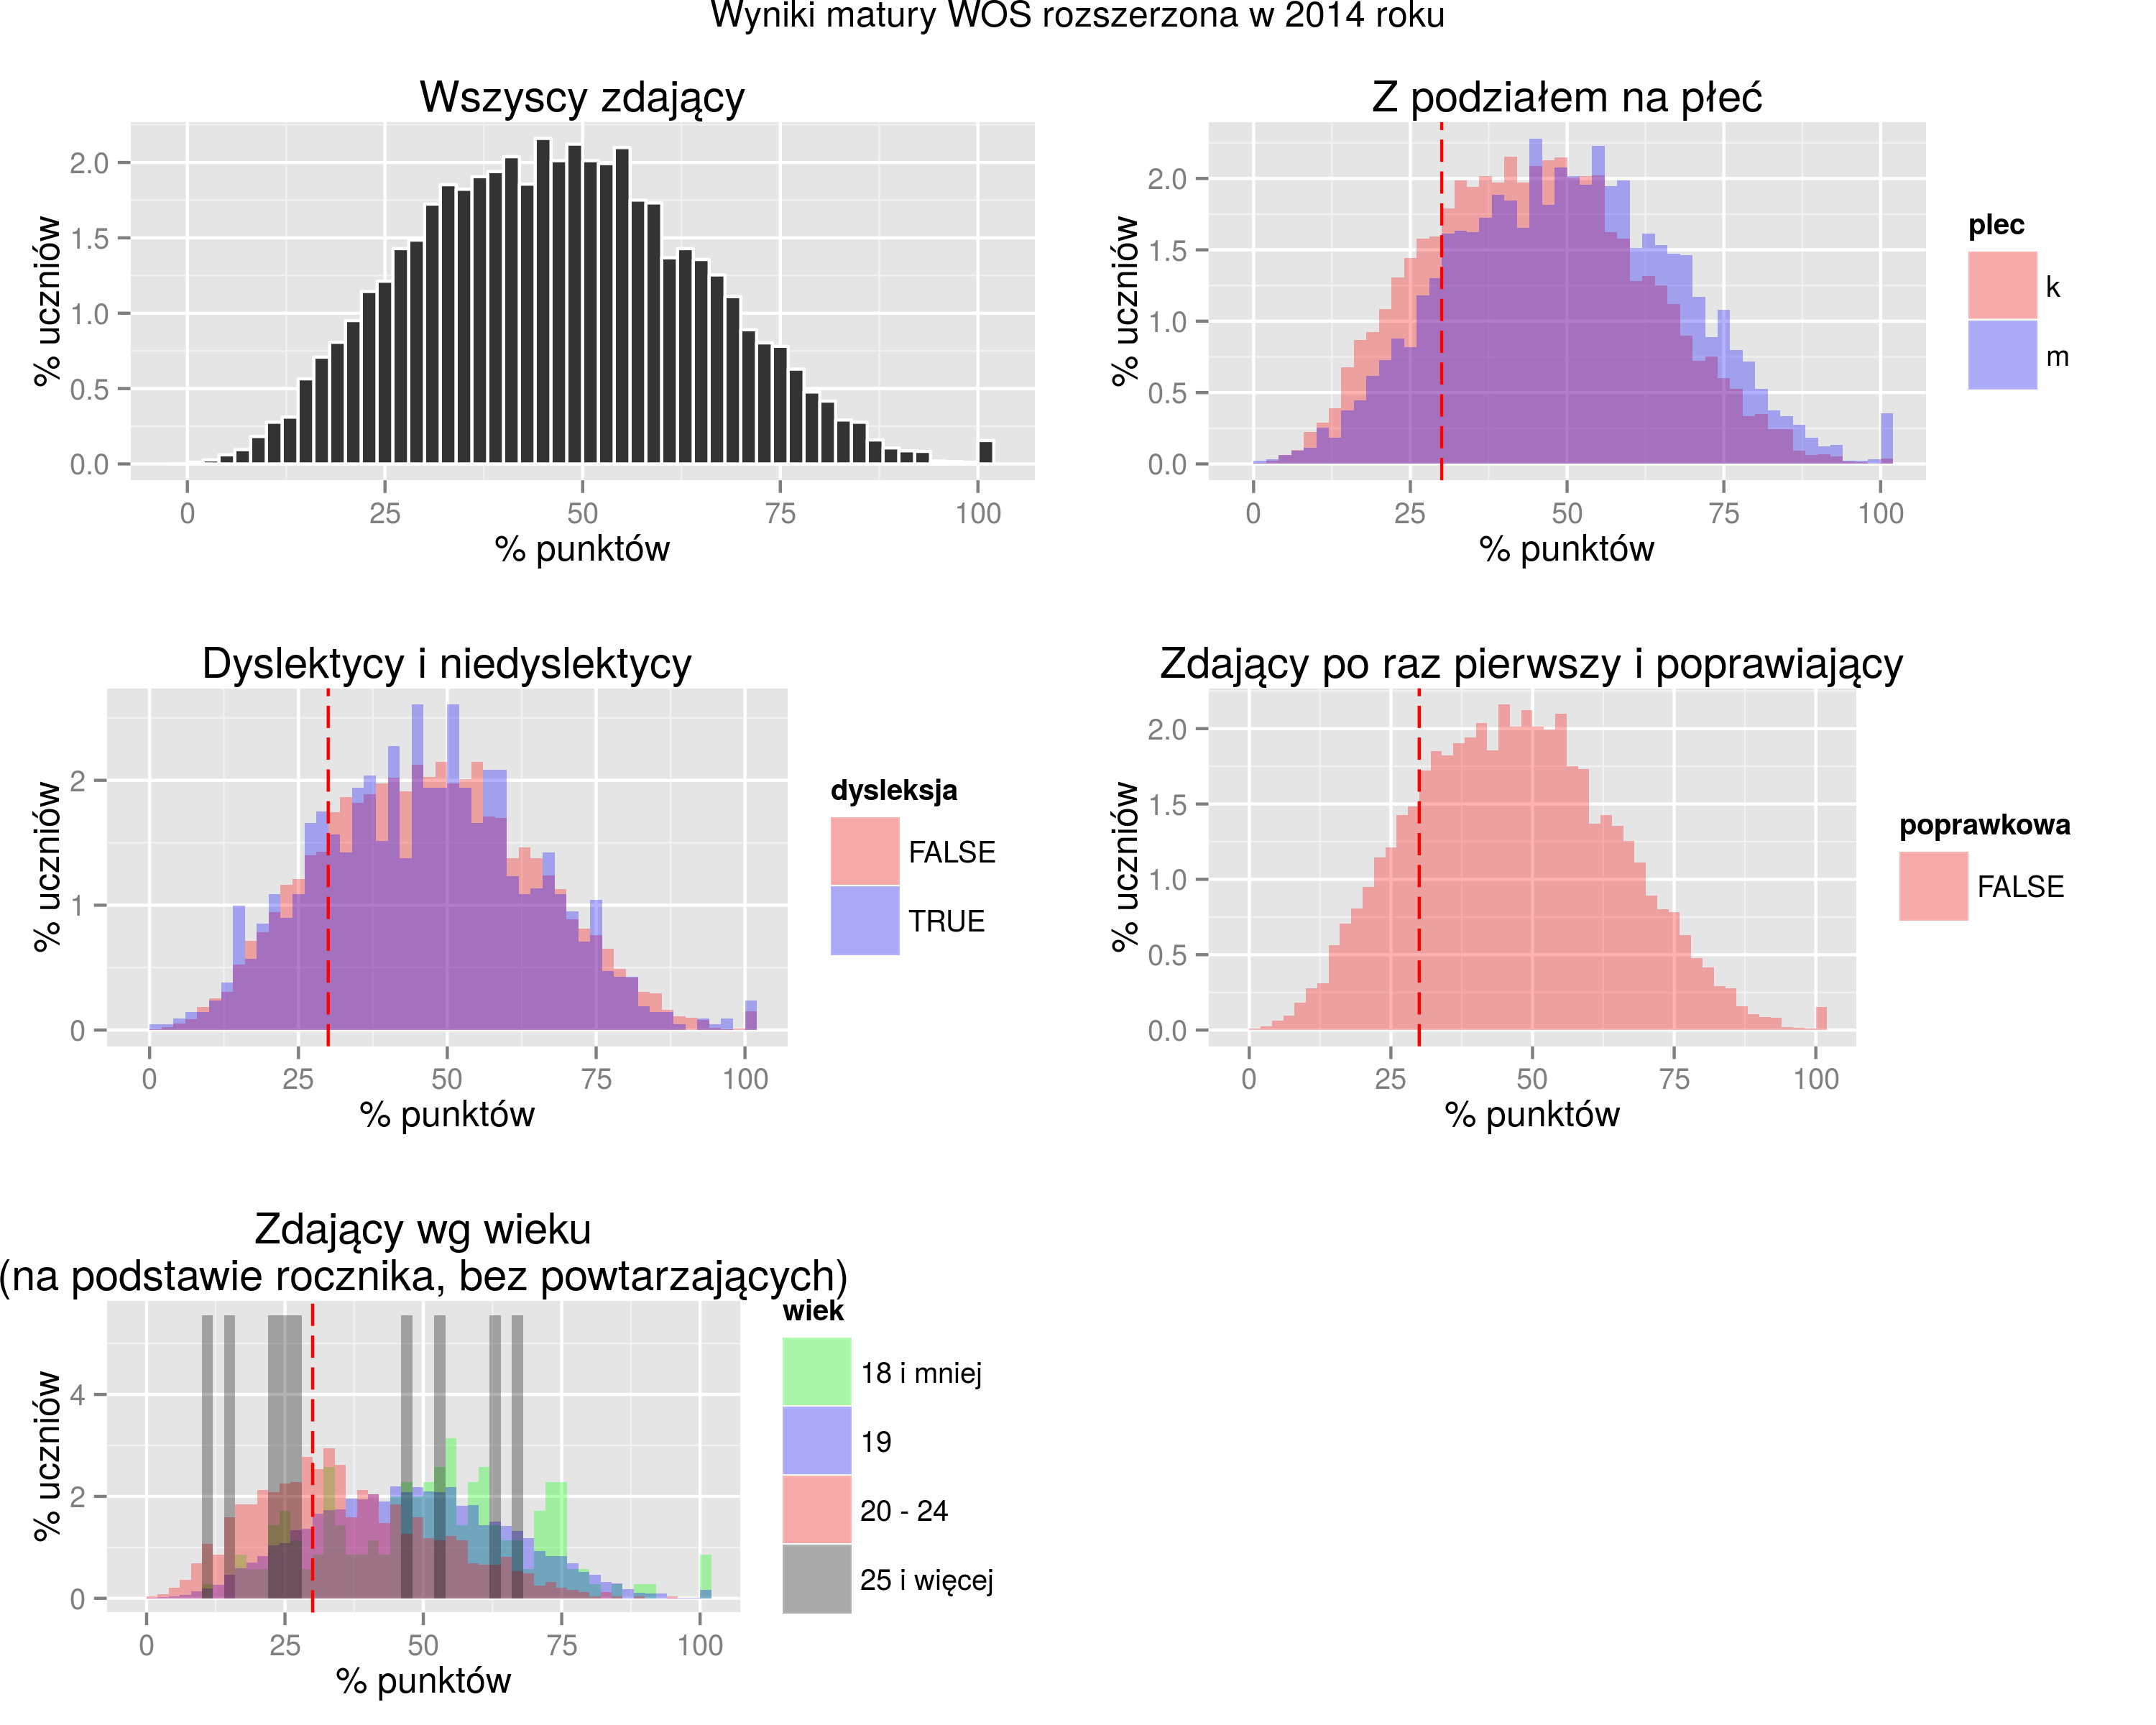 Wyniki matury WOS rozszerzona w 2014 roku
Wszyscy zdający
% uczniów
2.0
1.5
1.0
0.5
0.0
0 25 50 75 100
% punktów
Z podziałem na płeć
% uczniów
2.0
1.5
1.0
0.5
0.0
0 25 50 75 100
% punktów
plec
k
m
Dyslektycy i niedyslektycy
% uczniów
2
1
0
0 25 50 75 100
% punktów
dysleksja
FALSE
TRUE
Zdający po raz pierwszy i poprawiający
% uczniów
2.0
1.5
1.0
0.5
0.0
0 25 50 75 100
% punktów
poprawkowa
FALSE
Zdający wg wieku
(na podstawie rocznika, bez powtarzających)
% uczniów
4
2
0
0 25 50 75 100
% punktów
wiek
18 i mniej
19
20 - 24
25 i więcej